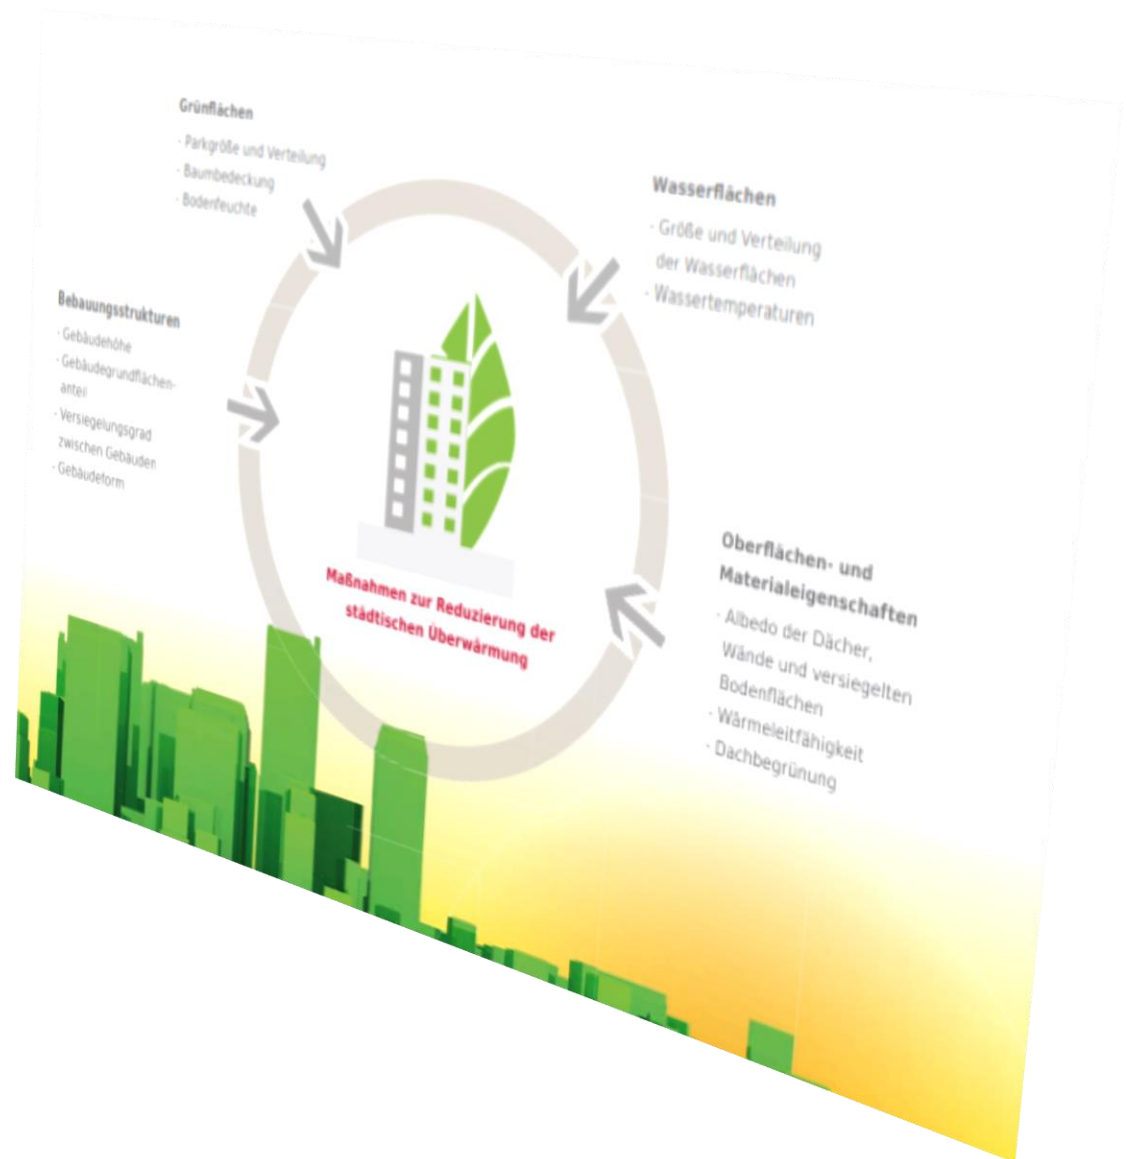 Grünflächen
- Parkgröße und Verteilung
- Baumbedeckung
- Bodenfeuchte
Wasserflächen
- Größe und Verteilung
der Wasserflächen
- Wassertemperaturen
Bebauungsstrukturen
- Gebäudehöhe
- Gebäudegrundflächen-
anteil
- Versiegelungsgrad
zwischen Gebäuden
- Gebäudeform
Maßnahmen zur Reduzierung der
städtischen Überwärmung
Oberflächen- und
Materialeigenschaften
- Albedo der Dächer,
Wände und versiegelten
Bodenflächen
- Wärmeleitfähigkeit
- Dachbegrünung